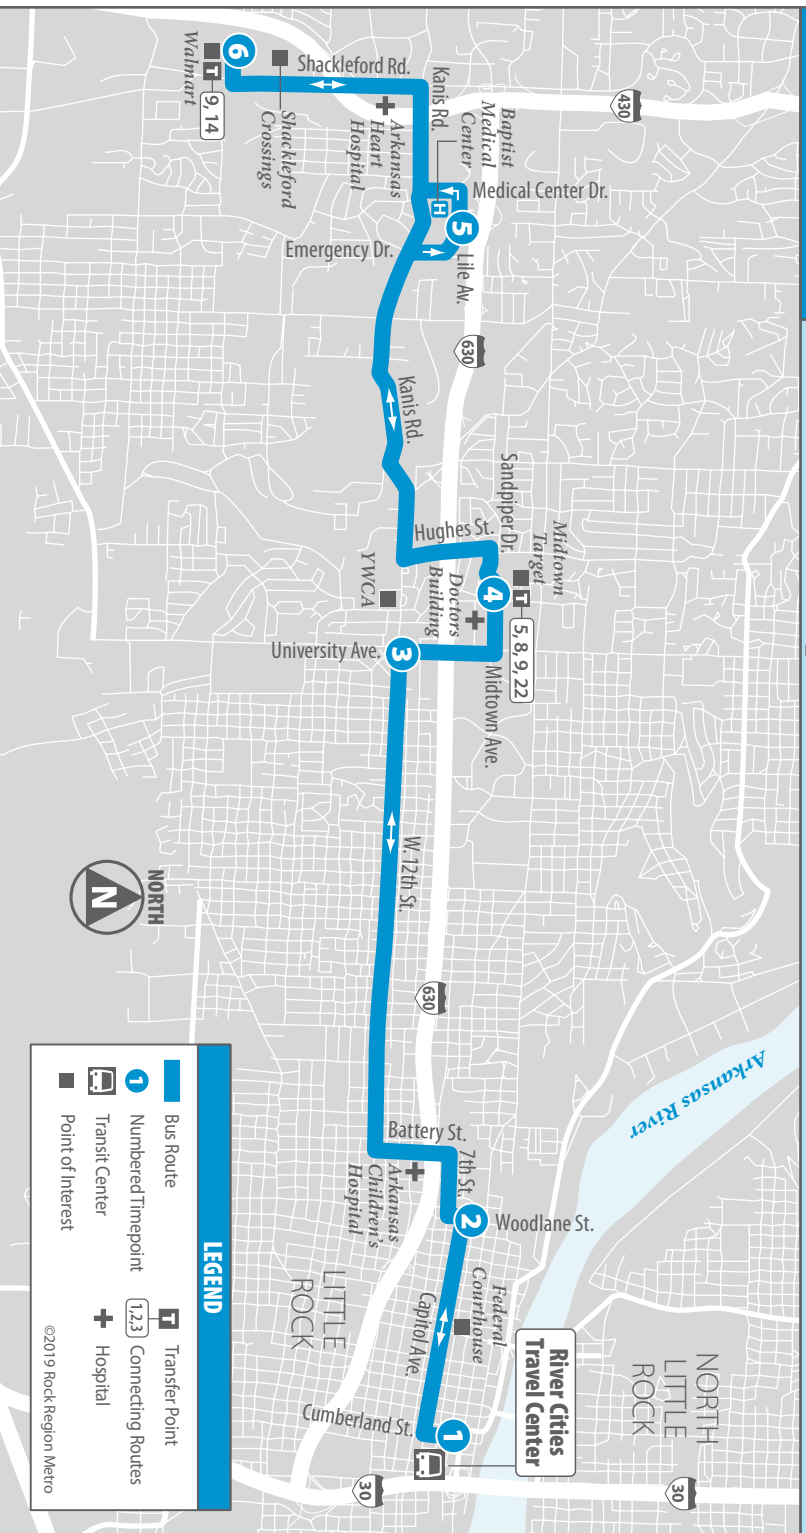 6
Walmart
T
9, 14
Shackleford
Crossings
Shackleford Rd.
Arkansas
Heart
Hospital
Kanis Rd.
Baptist
Medical
Center
H
430
Medical Center Dr.
5
Lile Av.
Emergency Dr.
630
Kanis Rd.
Hughes St.
Sandpiper Dr.
Midtown
Target
T
5, 8, 9, 22
4
Doctors
Building
YWCA
University Ave.
3
Midtown Ave.
W. 12th St.
630
NORTH
N
Arkansas River
Battery St.
7th St.
Arkansas
Children's
Hospital
2
Woodlane St.
Federal
Courthouse
Capitol Ave.
LITTLE
ROCK
NORTH
LITTLE
ROCK
River Cities
Travel Center
Cumberland St.
1
30
30
LEGEND
Bus Route
1 Numbered Timepoint
Transit Center
Point of Interest
T Transfer Point
1,2,3 Connecting Routes
Hospital
©2019 Rock Region Metro